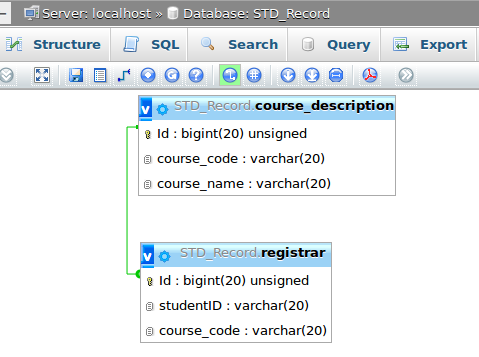 Server: localhost » Database: STD_Record
Structure SQL Search Query Export
v STD_Record.course_description
Id : bigint(20) unsigned
course_code : varchar(20)
course_name : varchar(20)
v STD_Record.registrar
Id : bigint(20) unsigned
studentID : varchar(20)
course_code : varchar(20)